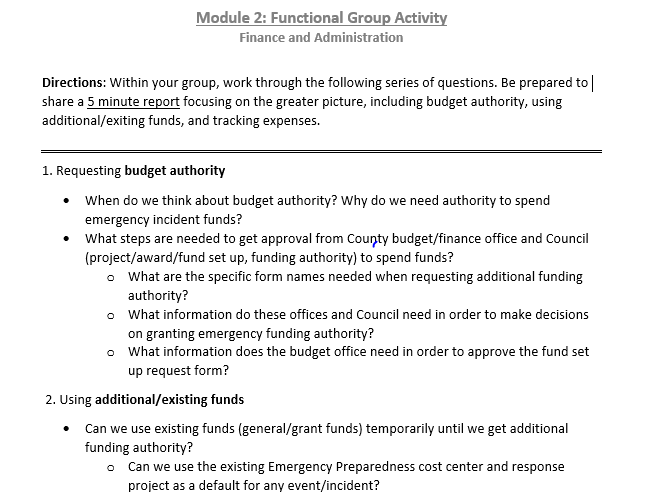 Module 2: Functional Group Activity
Finance and Administration
Directions: Within your group, work through the following series of questions. Be prepared to
share a 5 minute report focusing on the greater picture, including budget authority, using
additional/exiting funds, and tracking expenses.
1. Requesting budget authority
• When do we think about budget authority? Why do we need authority to spend
emergency incident funds?
• What steps are needed to get approval from County budget/finance office and Council
(project/award/fund set up, funding authority) to spend funds?
o What are the specific form names needed when requesting additional funding
authority?
o What information do these offices and Council need in order to make decisions
on granting emergency funding authority?
o What information does the budget office need in order to approve the fund set
up request form?
2. Using additional/existing funds
• Can we use existing funds (general/grant funds) temporarily until we get additional
funding authority?
o Can we use the existing Emergency Preparedness cost center and response
project as a default for any event/incident?